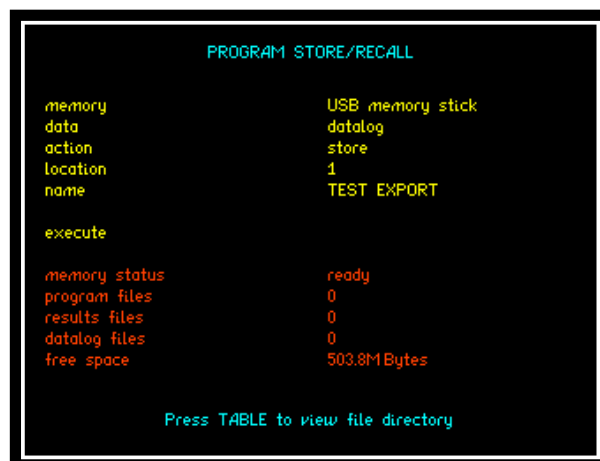 PROGRAM STORE/RECALL
memory USB memory stick
data datalog
action store
location 1
name TEST EXPORT
execute
memory status ready
program files 0
results files 0
datalog files 0
free space 503.8M Bytes
Press TABLE to view file directory